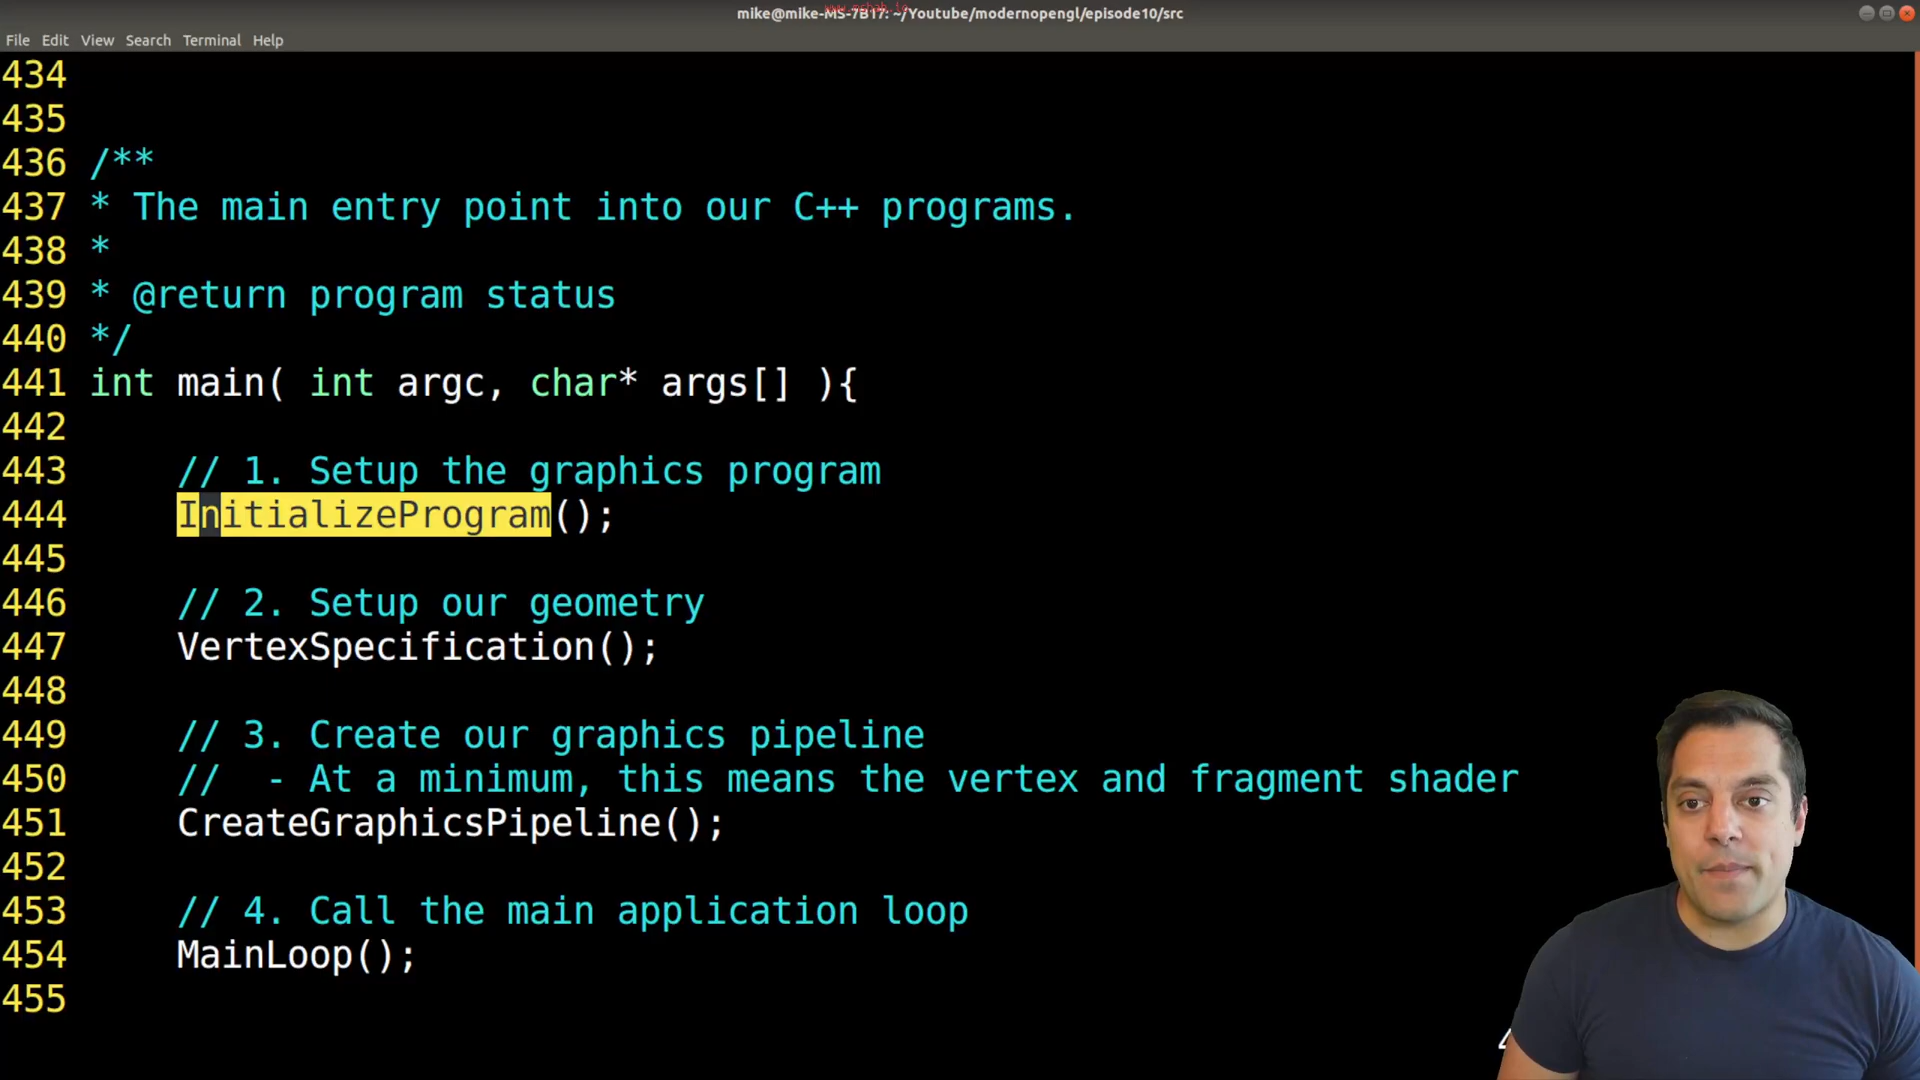 www.mshah.io
mike@mike-MS-7B17: ~/Youtube/modernopengl/episode10/src
File Edit View Search Terminal Help
434
435
436 /**
437 * The main entry point into our C++ programs.
438 *
439 * @return program status
440 */
441 int main( int argc, char* args[] ){
442
443 // 1. Setup the graphics program
444 InitializeProgram();
445
446 // 2. Setup our geometry
447 VertexSpecification();
448
449 // 3. Create our graphics pipeline
450 //  - At a minimum, this means the vertex and fragment shader
451 CreateGraphicsPipeline();
452
453 // 4. Call the main application loop
454 MainLoop();
455